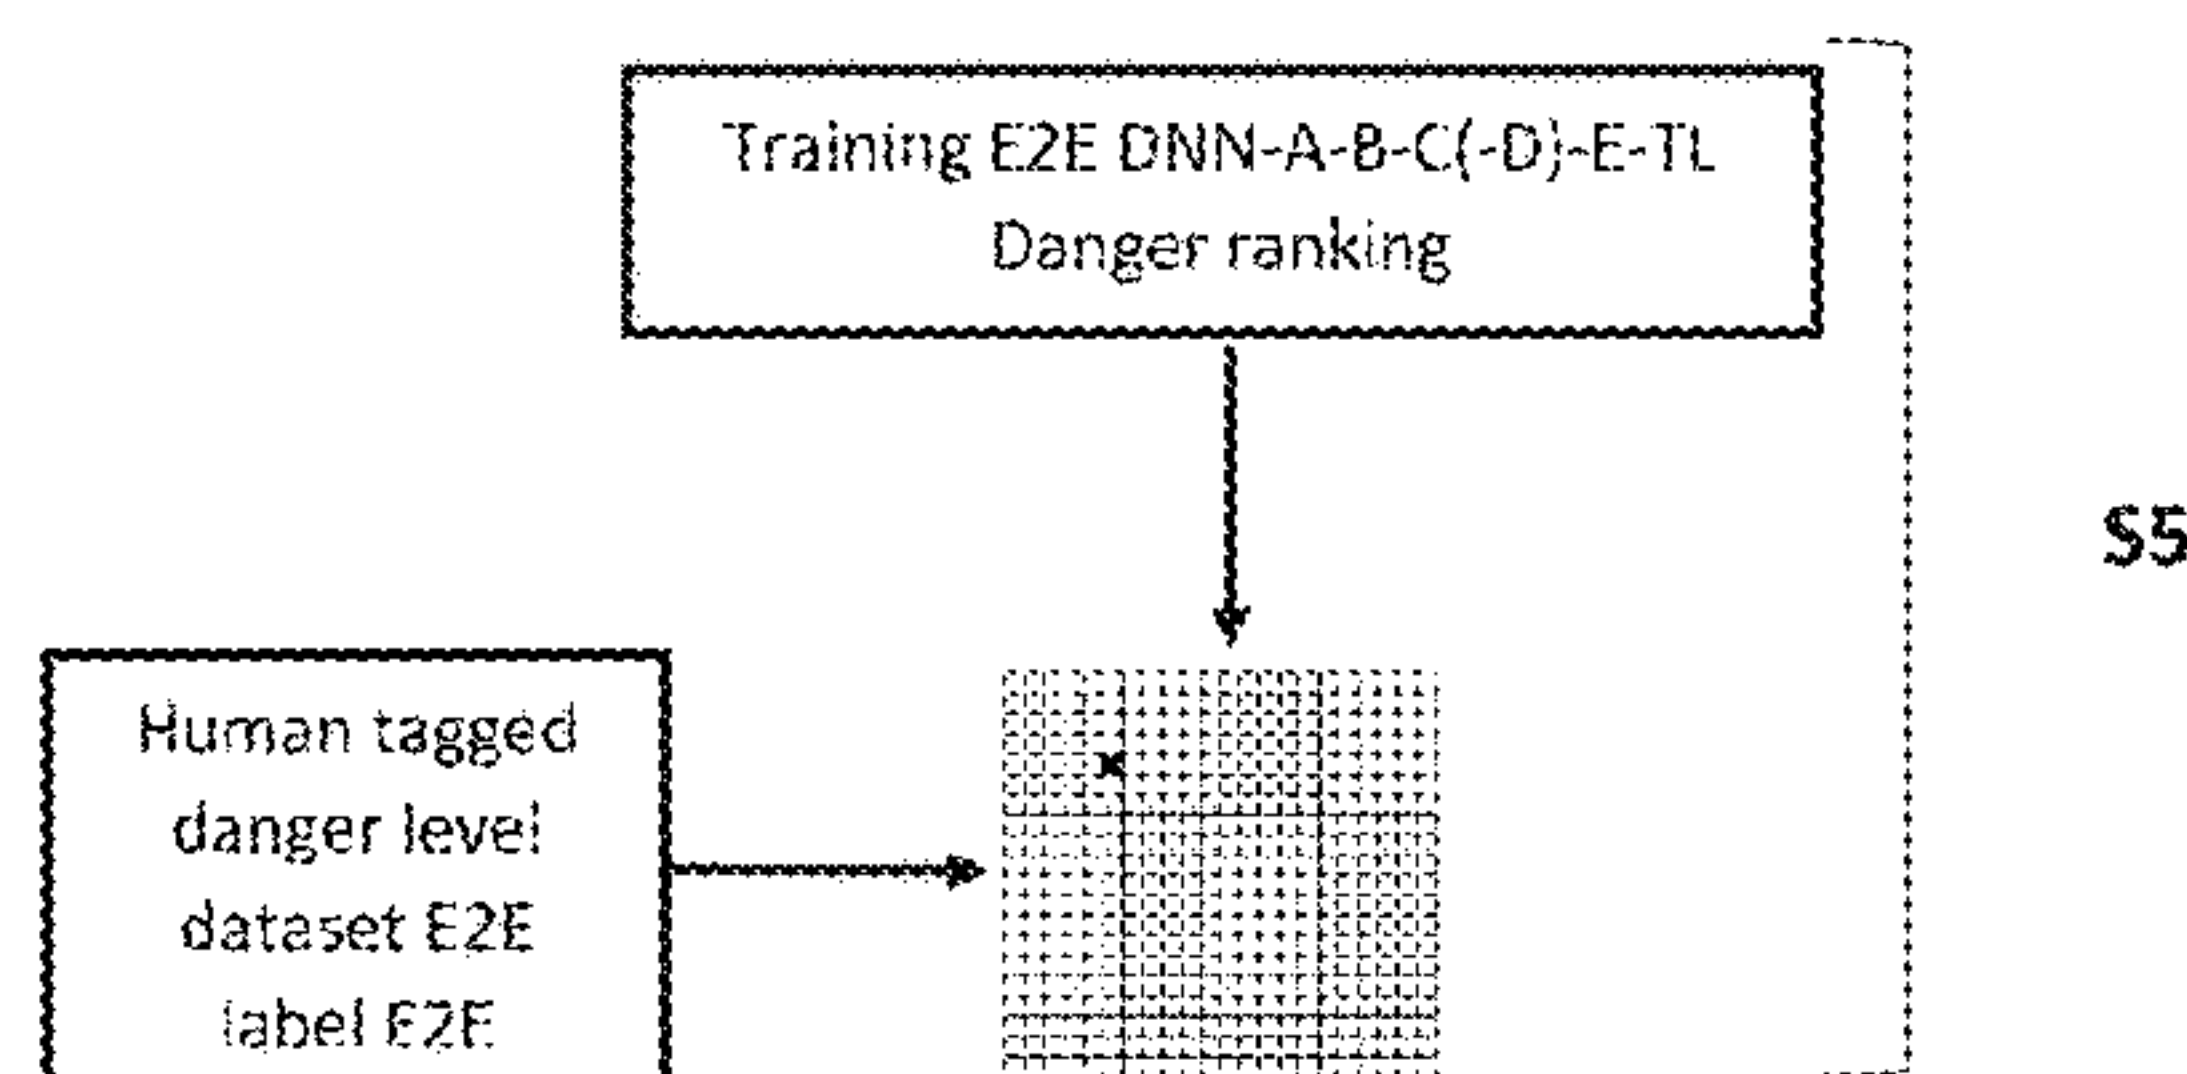 Training E2E DNN-A-B-C(-D)-E-TL
Danger ranking
S5
Human tagged
danger level
dataset E2E
label E2E